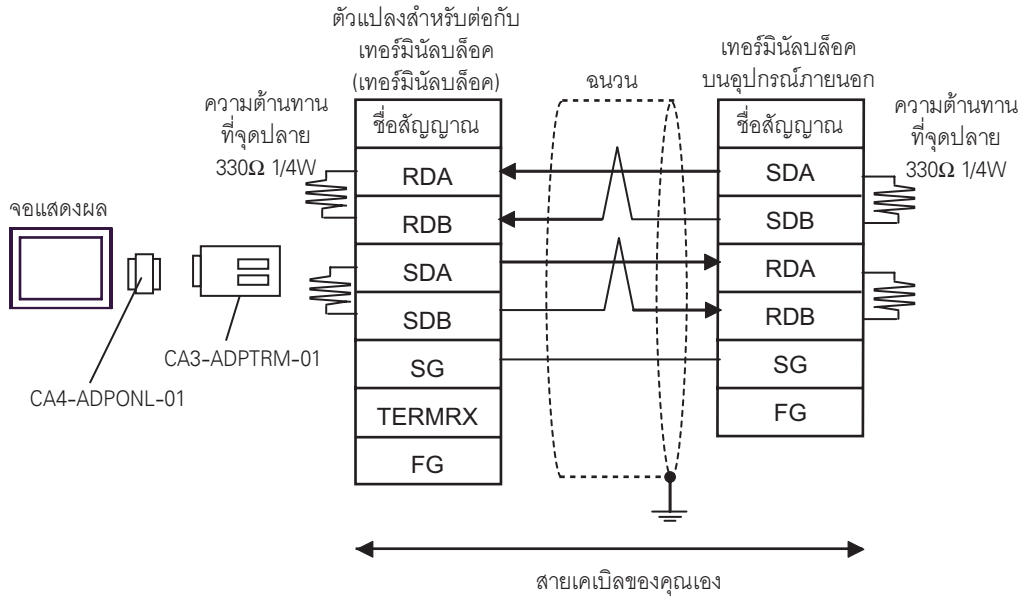 ตัวแปลงสำหรับต่อกับ
เทอร์มินัลบล็อค
(เทอร์มินัลบล็อค)
เทอร์มินัลบล็อค
บนอุปกรณ์ภายนอก
ฉนวน
ความต้านทาน
ที่จุดปลาย
330Ω 1/4W
ความต้านทาน
ที่จุดปลาย
330Ω 1/4W
จอแสดงผล
CA3-ADPTRM-01
CA4-ADPONL-01
ชื่อสัญญาณ
RDA
RDB
SDA
SDB
SG
TERMRX
FG
ชื่อสัญญาณ
SDA
SDB
RDA
RDB
SG
FG
สายเคเบิลของคุณเอง